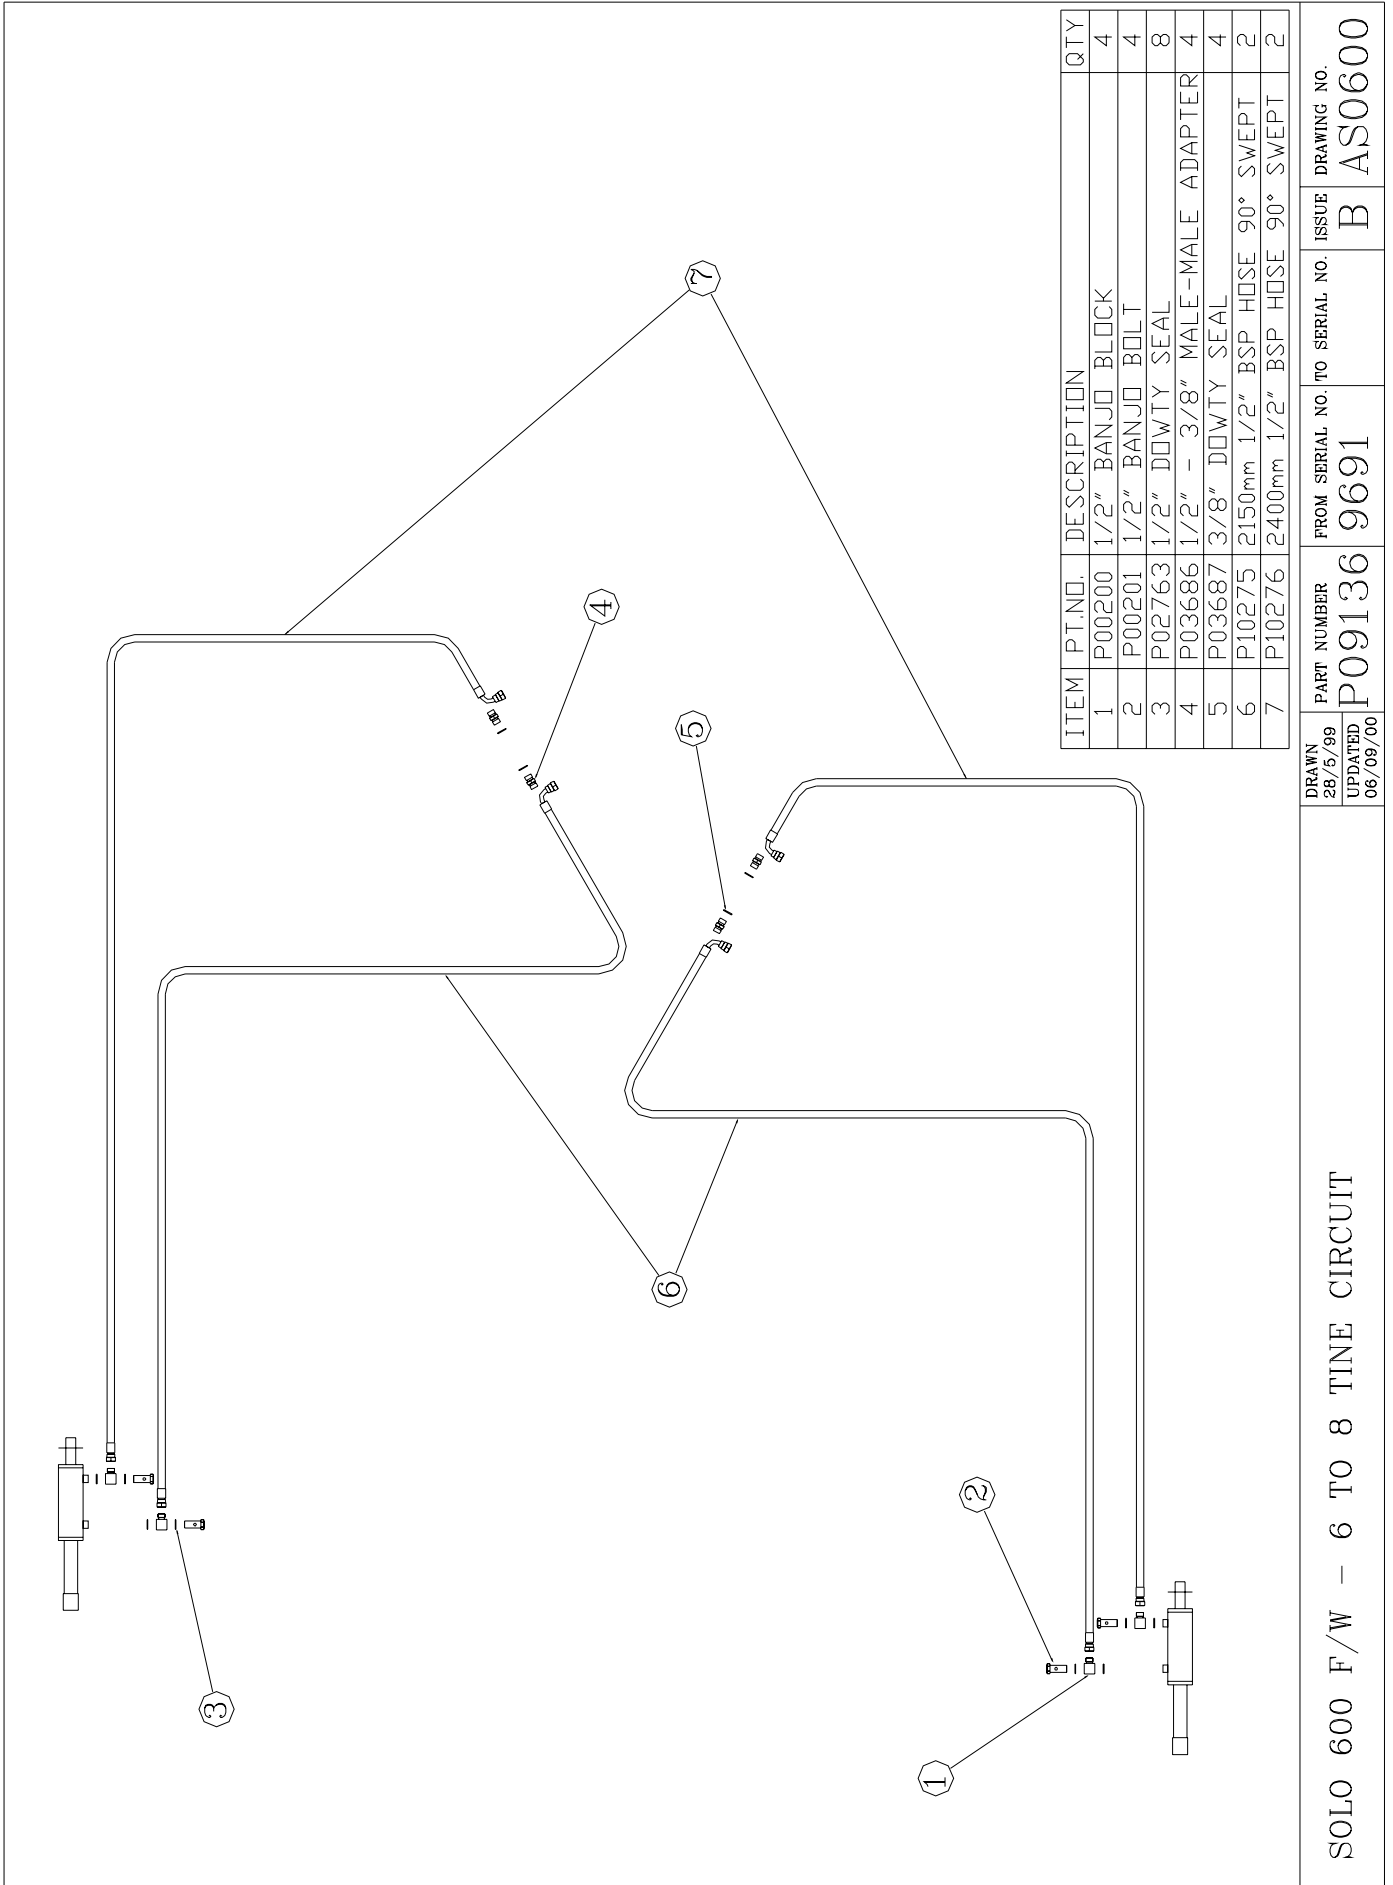 7
4
5
6
3
2
1
ITEM PT.NO. DESCRIPTION QTY
1 P00200 1/2" BANJO BLOCK 4
2 P00201 1/2" BANJO BOLT 4
3 P02763 1/2" DOWTY SEAL 8
4 P03686 1/2" - 3/8" MALE-MALE ADAPTER 4
5 P03687 3/8" DOWTY SEAL 4
6 P10275 2150mm 1/2" BSP HOSE 90° SWEPT 2
7 P10276 2400mm 1/2" BSP HOSE 90° SWEPT 2
SOLO 600 F/W - 6 TO 8 TINE CIRCUIT
DRAWN
28/5/99
UPDATED
06/09/00
PART NUMBER
P09136
FROM SERIAL NO.
9691
TO SERIAL NO.
ISSUE
B
DRAWING NO.
AS0600